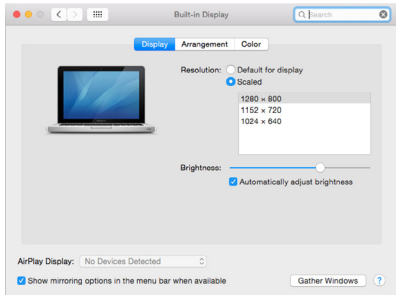 Built-in Display
Search
Display Arrangement Color
Resolution: Default for display
Scaled
1280 × 800
1152 × 720
1024 × 640
Brightness:
Automatically adjust brightness
AirPlay Display: No Devices Detected
Show mirroring options in the menu bar when available
Gather Windows ?